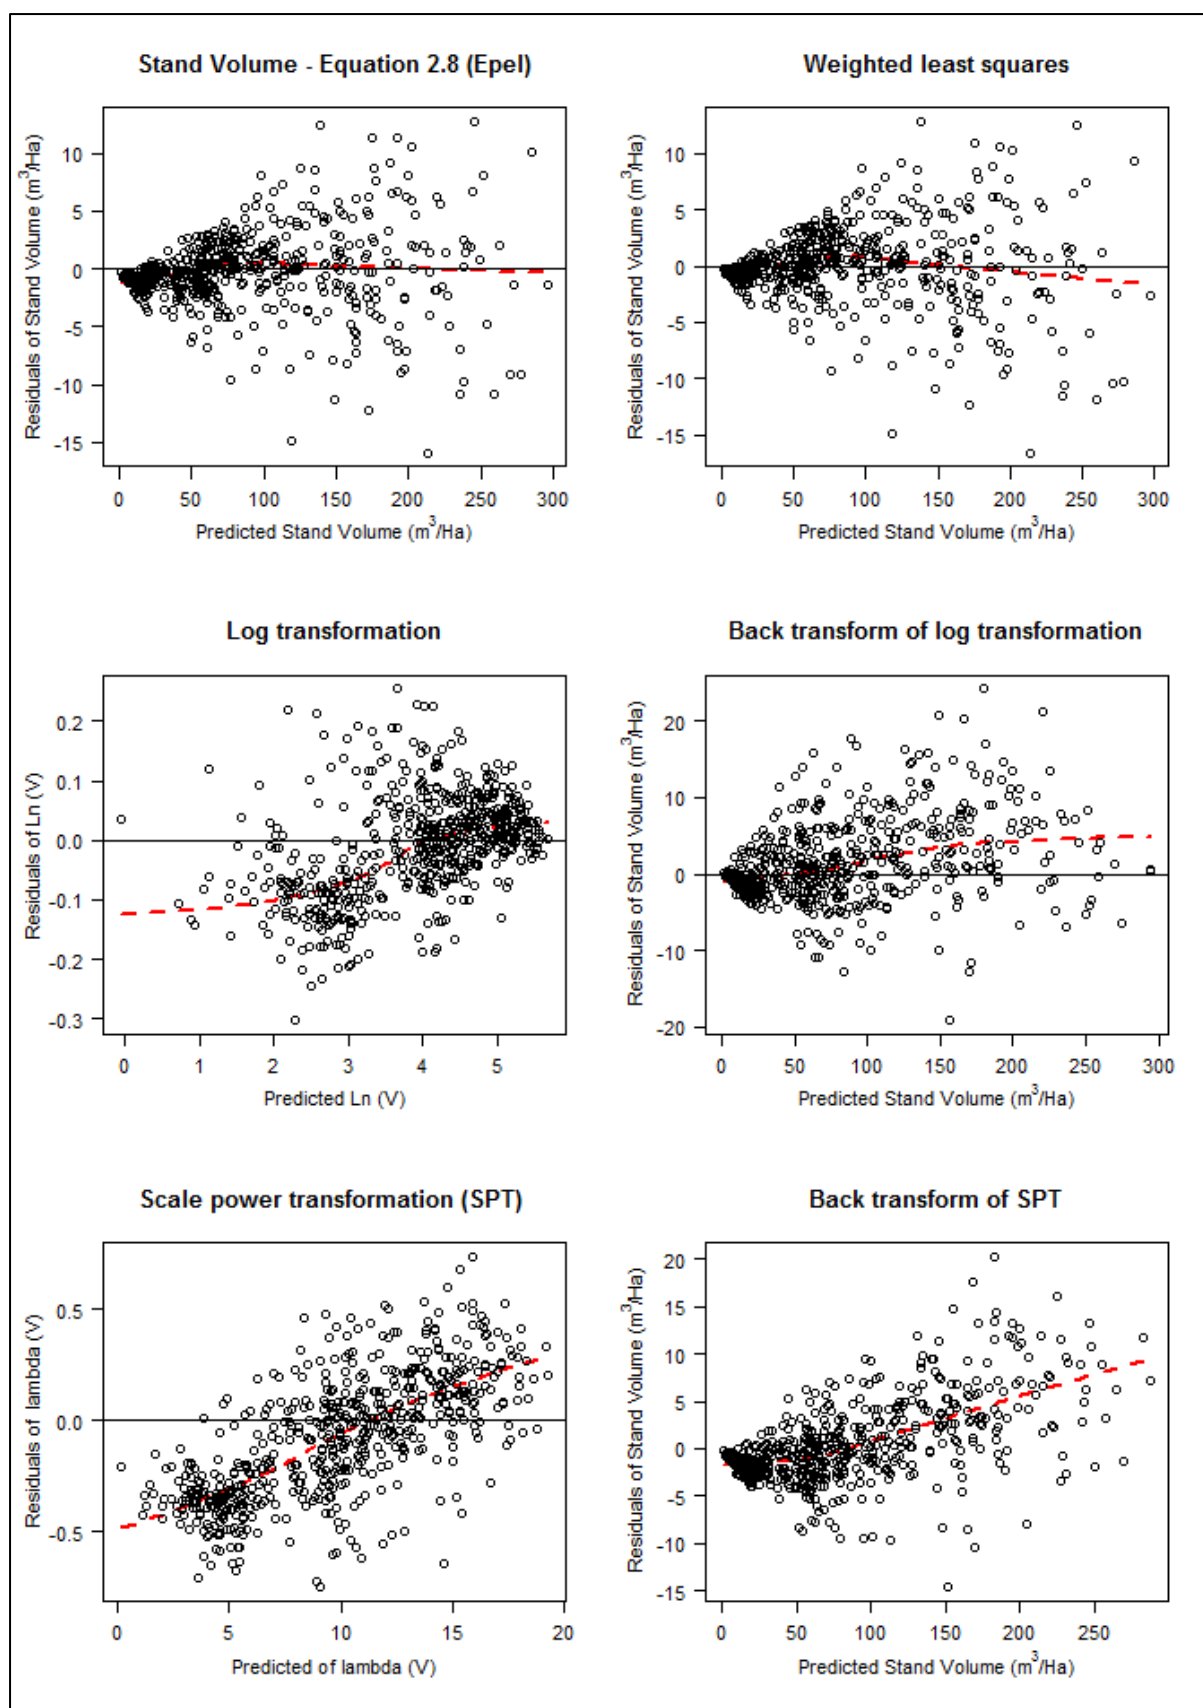 Stand Volume - Equation 2.8 (Epel)
Residuals of Stand Volume (m³/Ha)
10
5
0
-5
-10
-15
0 50 100 150 200 250 300
Predicted Stand Volume (m³/Ha)
Weighted least squares
Residuals of Stand Volume (m³/Ha)
10
5
0
-5
-10
-15
0 50 100 150 200 250 300
Predicted Stand Volume (m³/Ha)
Log transformation
Residuals of Ln (V)
0.2
0.1
0.0
-0.1
-0.2
-0.3
0 1 2 3 4 5
Predicted Ln (V)
Back transform of log transformation
Residuals of Stand Volume (m³/Ha)
20
10
0
-10
-20
0 50 100 150 200 250 300
Predicted Stand Volume (m³/Ha)
Scale power transformation (SPT)
Residuals of lambda (V)
0.5
0.0
-0.5
0 5 10 15 20
Predicted of lambda (V)
Back transform of SPT
Residuals of Stand Volume (m³/Ha)
20
15
10
5
0
-5
-10
-15
0 50 100 150 200 250
Predicted Stand Volume (m³/Ha)